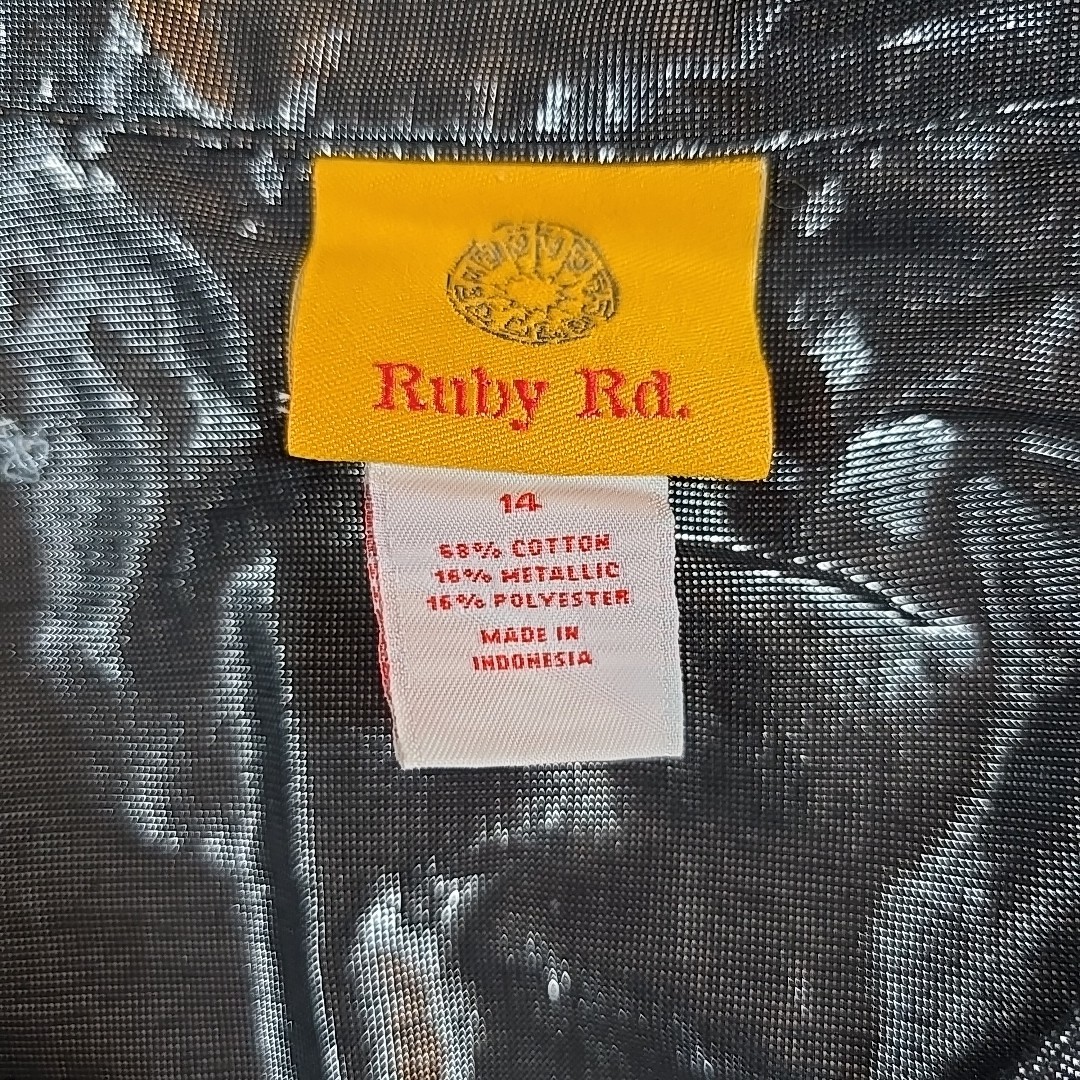 Ruby Rd.
14
68% COTTON
16% METALLIC
16% POLYESTER
MADE IN
INDONESIA